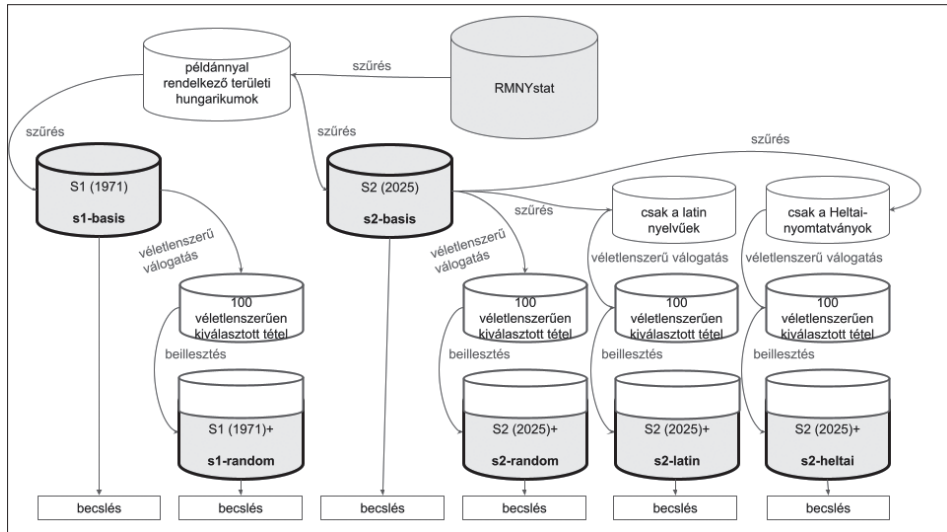 példánnyal
rendelkező területi
hungarikumok
szűrés
RMNYstat
szűrés
szűrés
szűrés
S1 (1971)
s1-basis
S2 (2025)
s2-basis
szűrés
csak a latin
nyelvűek
csak a Heltai-
nyomtatványok
véletlenszerű
válogatás
véletlenszerű
válogatás
véletlenszerű válogatás
véletlenszerű válogatás
100
véletlenszerűen
kiválasztott tétel
100
véletlenszerűen
kiválasztott tétel
100
véletlenszerűen
kiválasztott tétel
100
véletlenszerűen
kiválasztott tétel
beillesztés
beillesztés
beillesztés
beillesztés
S1 (1971)+
s1-random
S2 (2025)+
s2-random
S2 (2025)+
s2-latin
S2 (2025)+
s2-heltai
becslés
becslés
becslés
becslés
becslés
becslés